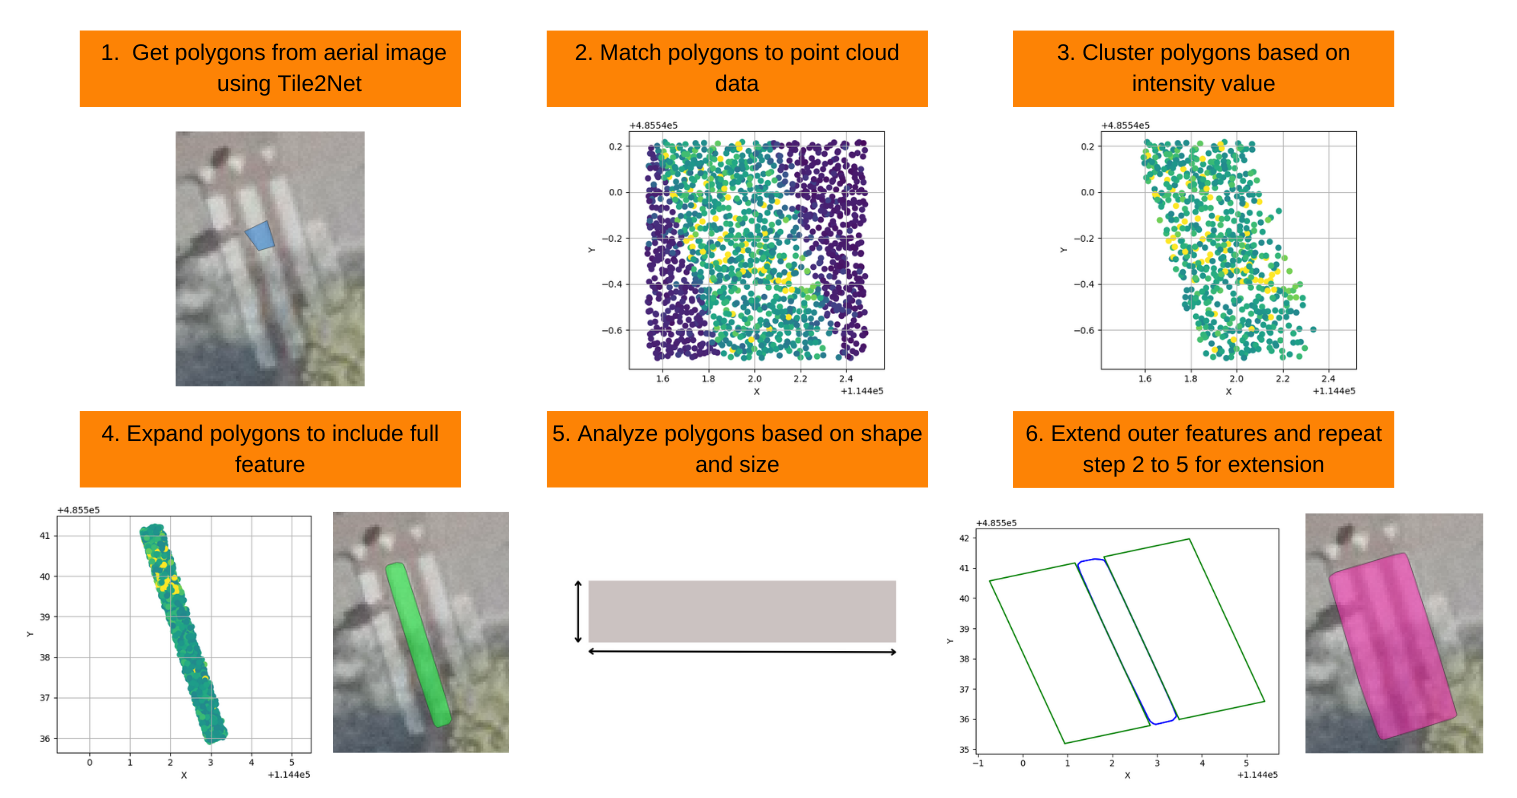 1. Get polygons from aerial image
using Tile2Net
2. Match polygons to point cloud
data
3. Cluster polygons based on
intensity value
+4.8554e5
0.2
0.0
−0.2
−0.4
−0.6
Y
1.6 1.8 2.0 2.2 2.4
X
+1.144e5
+4.8554e5
0.2
0.0
−0.2
−0.4
−0.6
Y
1.6 1.8 2.0 2.2 2.4
X
+1.144e5
4. Expand polygons to include full
feature
5. Analyze polygons based on shape
and size
6. Extend outer features and repeat
step 2 to 5 for extension
+4.855e5
41
40
39
38
37
36
Y
0 1 2 3 4 5
X
+1.144e5
+4.855e5
42
41
40
39
38
37
36
35
Y
−1 0 1 2 3 4 5
X
+1.144e5